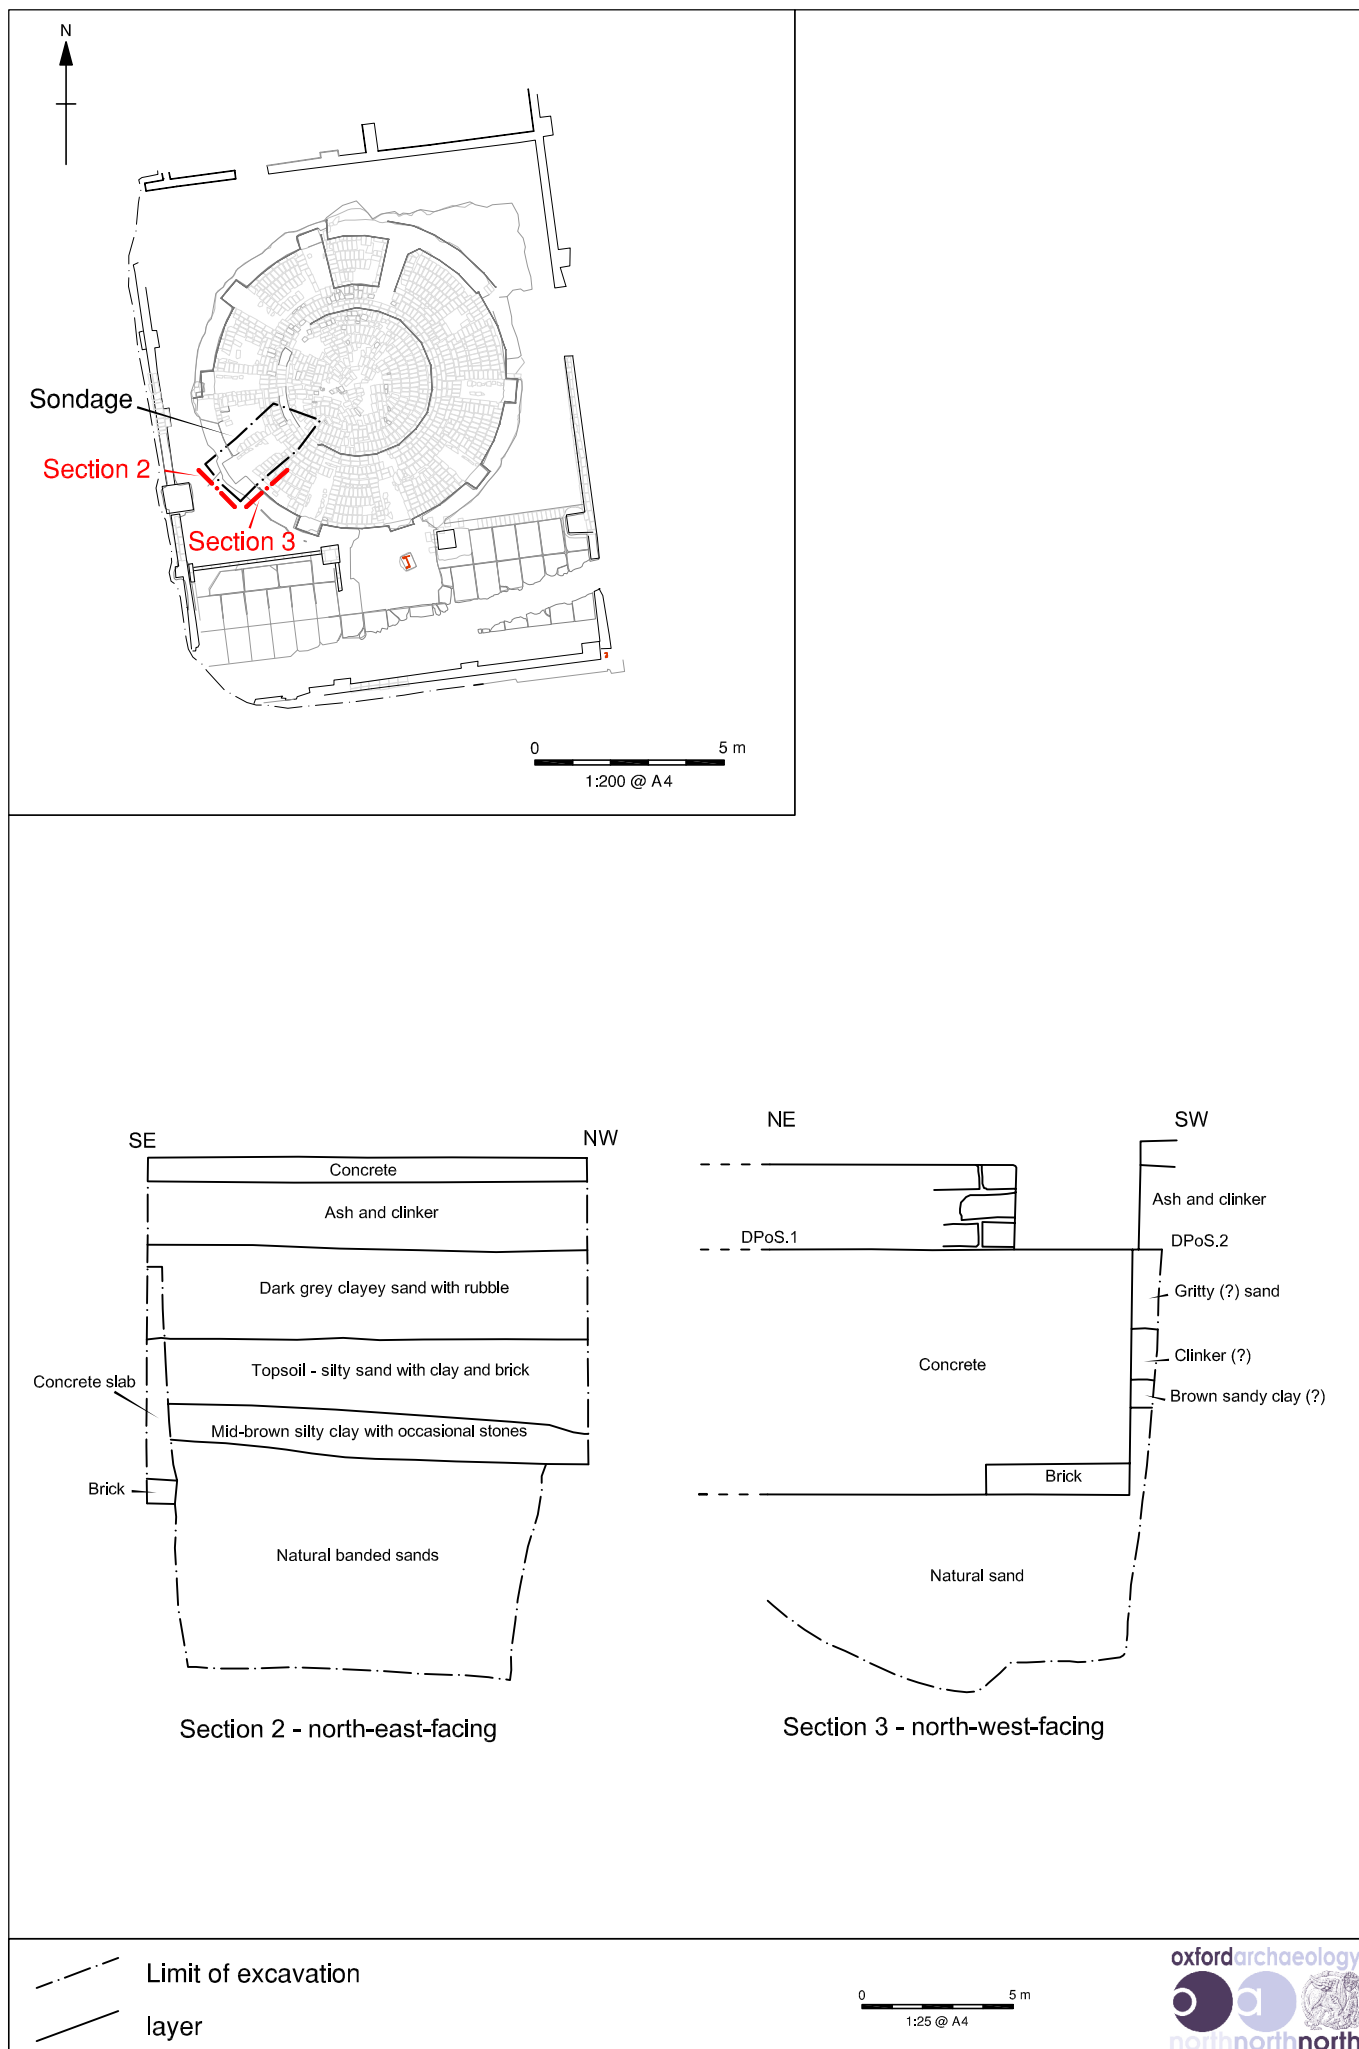 N
Sondage
Section 2
Section 3
0 5 m
1:200 @ A4
SE NW
Concrete
Ash and clinker
Dark grey clayey sand with rubble
Topsoil - silty sand with clay and brick
Concrete slab
Mid-brown silty clay with occasional stones
Brick
Natural banded sands
Section 2 - north-east-facing
NE SW
Ash and clinker
DPoS.1 DPoS.2
Gritty (?) sand
Clinker (?)
Concrete
Brown sandy clay (?)
Brick
Natural sand
Section 3 - north-west-facing
Limit of excavation
layer
0 5 m
1:25 @ A4
oxfordarchaeology
oa
northnorthnorth